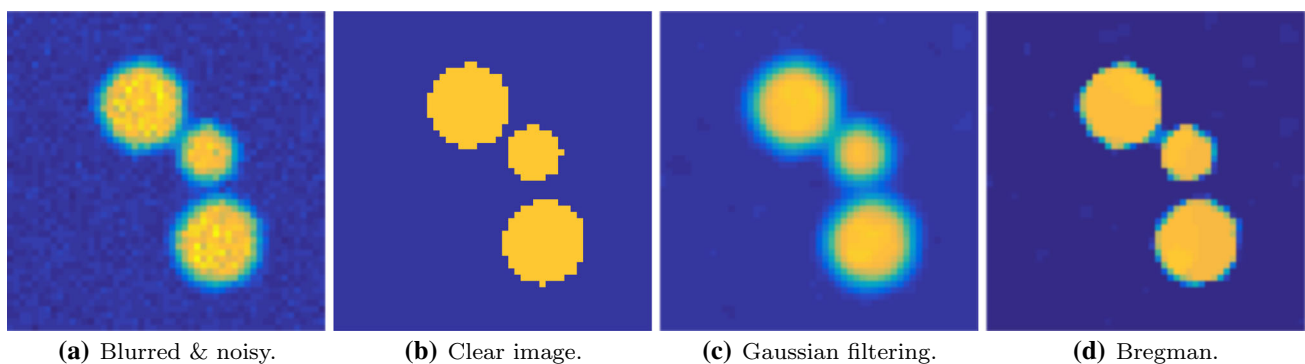 (a) Blurred & noisy.
(b) Clear image.
(c) Gaussian filtering.
(d) Bregman.